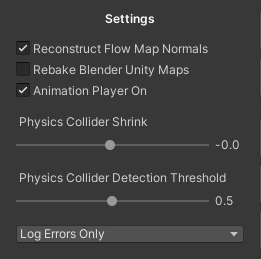 Settings
Reconstruct Flow Map Normals
Rebake Blender Unity Maps
Animation Player On
Physics Collider Shrink
-0.0
Physics Collider Detection Threshold
0.5
Log Errors Only